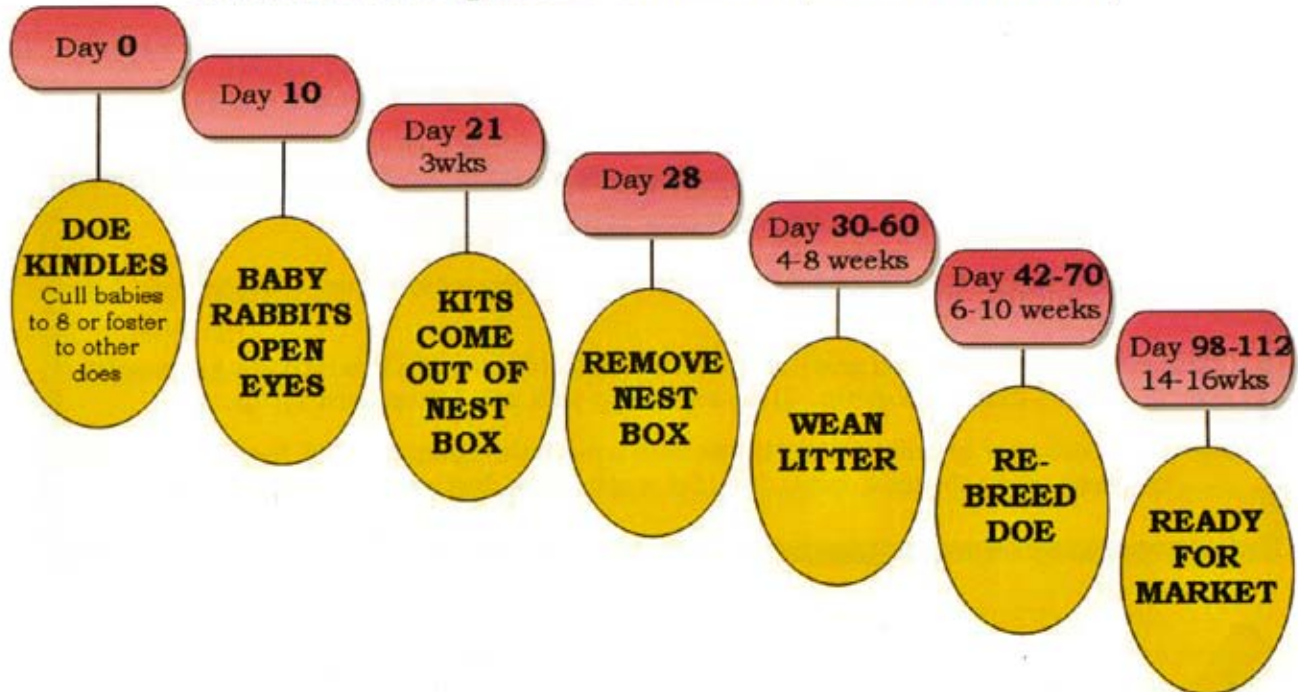 Day 0
DOE
KINDLES
Cull babies
to 8 or foster
to other
does
Day 10
BABY
RABBITS
OPEN
EYES
Day 21
3wks
KITS
COME
OUT OF
NEST
BOX
Day 28
REMOVE
NEST
BOX
Day 30-60
4-8 weeks
WEAN
LITTER
Day 42-70
6-10 weeks
RE-
BREED
DOE
Day 98-112
14-16wks
READY
FOR
MARKET